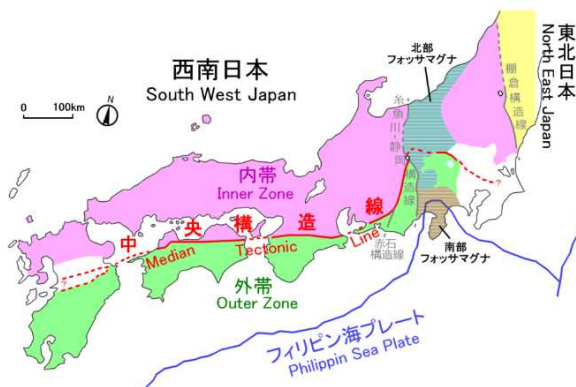 西南日本
South West Japan
0 100km
N
北部
フォッサマグナ
東北日本
North East Japan
棚倉構造線
糸魚川-静岡
構造線
内帯
Inner Zone
中央構造線
Median Tectonic Line
赤石
構造線
南部
フォッサマグナ
外帯
Outer Zone
フィリピン海プレート
Philippin Sea Plate
?
?